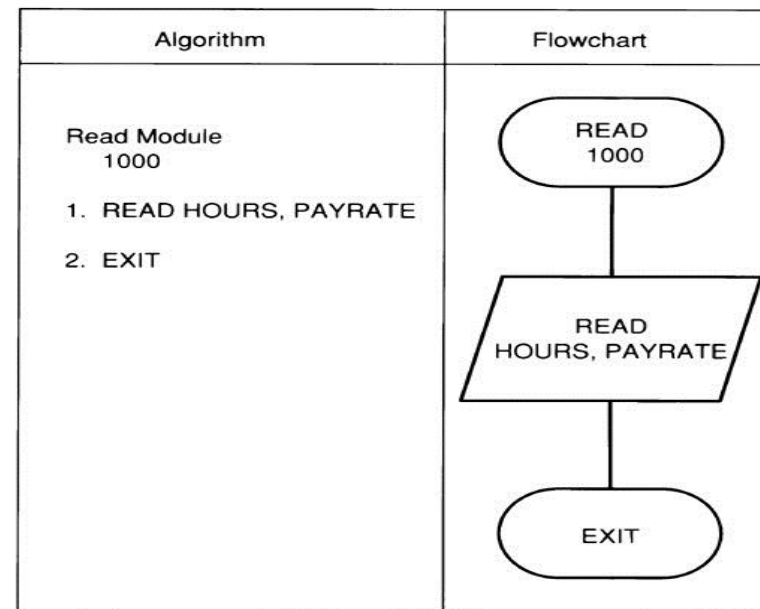 Algorithm
Flowchart
Read Module
1000
1. READ HOURS, PAYRATE
2. EXIT
READ
1000
READ
HOURS, PAYRATE
EXIT